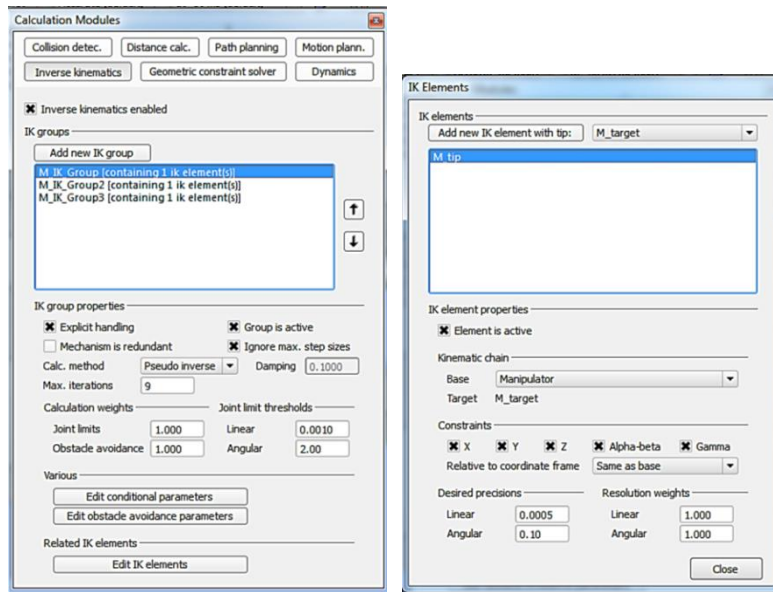 Calculation Modules
Collision detec. Distance calc. Path planning Motion plann.
Inverse kinematics Geometric constraint solver Dynamics
Inverse kinematics enabled
IK groups
Add new IK group
M_IK_Group [containing 1 ik element(s)]
M_IK_Group2 [containing 1 ik element(s)]
M_IK_Group3 [containing 1 ik element(s)]
IK group properties
Explicit handling Group is active
Mechanism is redundant Ignore max. step sizes
Calc. method Pseudo inverse Damping 0.1000
Max. iterations 9
Calculation weights Joint limit thresholds
Joint limits 1.000 Linear 0.0010
Obstacle avoidance 1.000 Angular 2.00
Various
Edit conditional parameters
Edit obstacle avoidance parameters
Related IK elements
Edit IK elements
IK Elements
IK elements
Add new IK element with tip: M_target
M_tip
IK element properties
Element is active
Kinematic chain
Base Manipulator
Target M_target
Constraints
X Y Z Alpha-beta Gamma
Relative to coordinate frame Same as base
Desired precisions Resolution weights
Linear 0.0005 Linear 1.000
Angular 0.10 Angular 1.000
Close